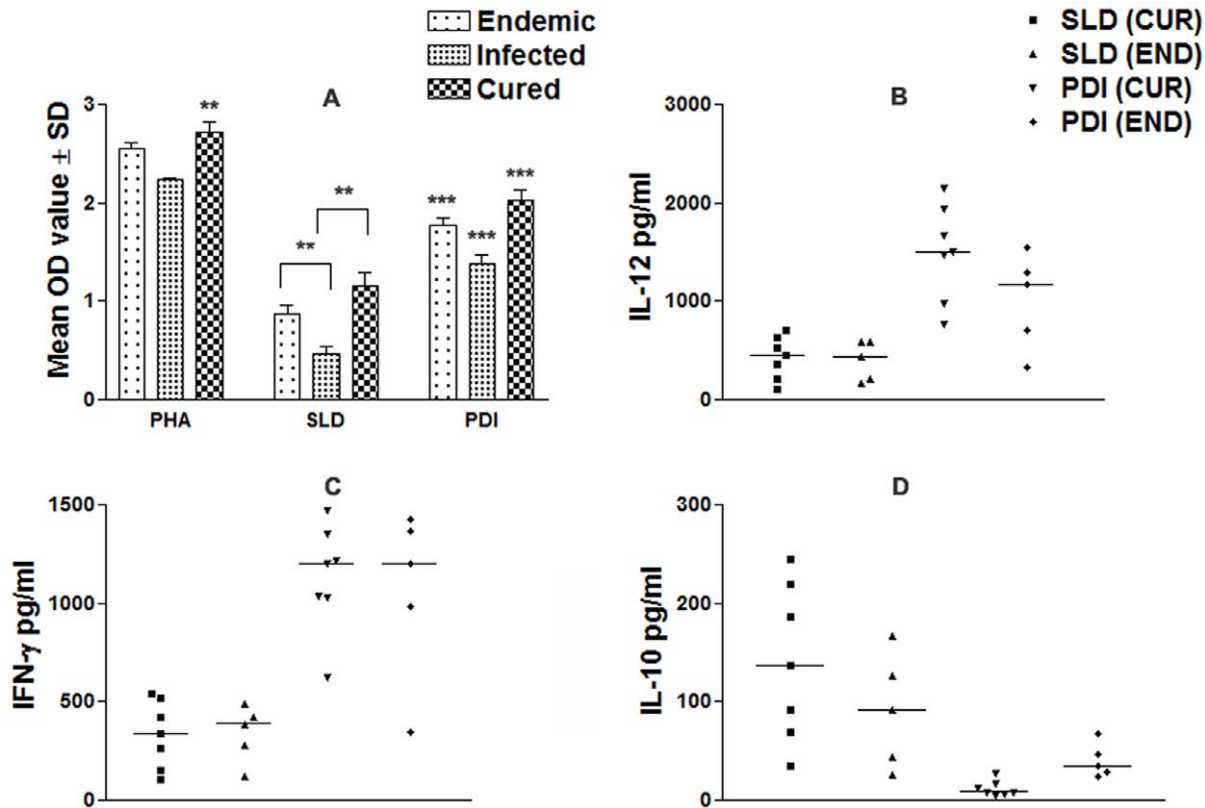 Endemic
Infected
Cured
SLD (CUR)
SLD (END)
PDI (CUR)
PDI (END)
A
Mean OD value ± SD
3
2
1
0
**
**
**
***
***
***
PHA
SLD
PDI
B
IL-12 pg/ml
3000
2000
1000
0
C
IFN-γ pg/ml
1500
1000
500
0
D
IL-10 pg/ml
300
200
100
0